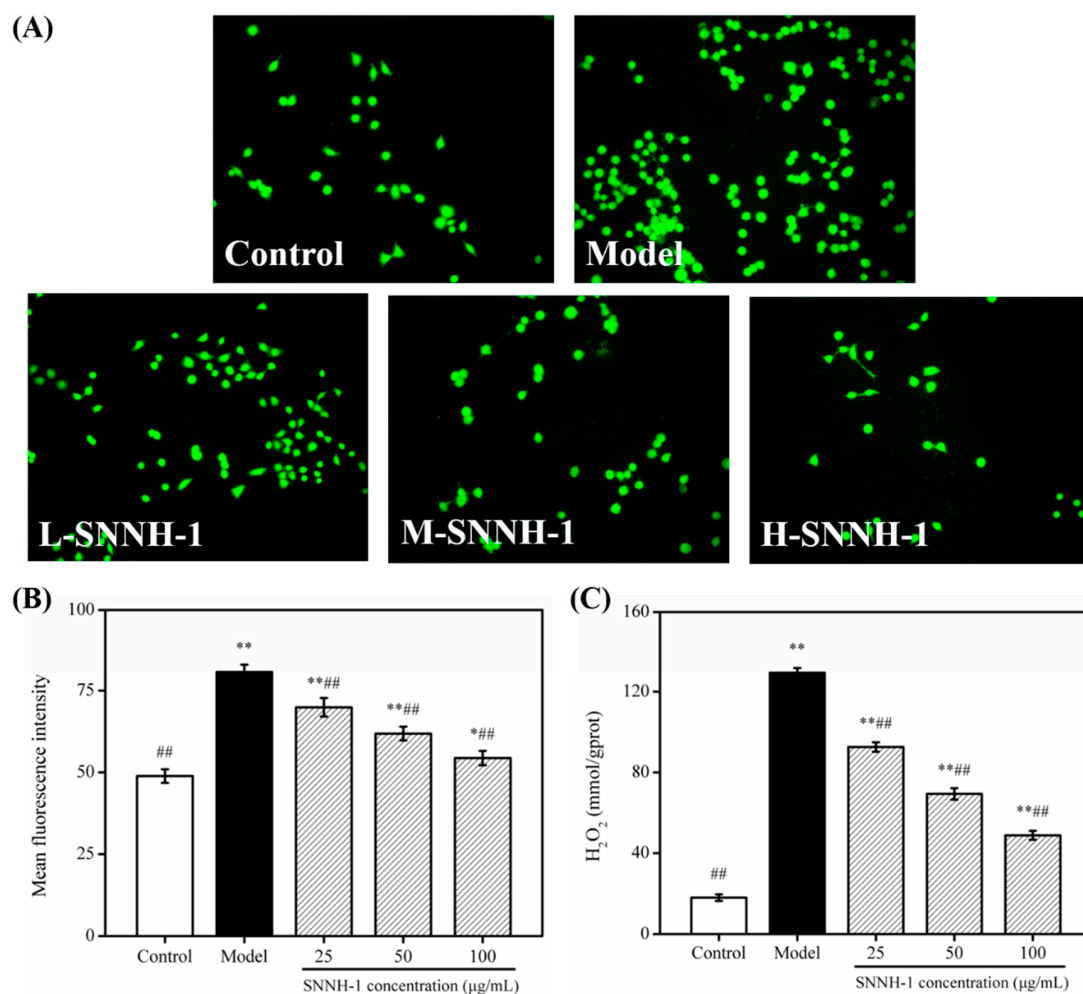 (A)
Control
Model
L-SNNH-1
M-SNNH-1
H-SNNH-1
(B)
Mean fluorescence intensity
100
75
50
25
0
##
**
**##
**##
*##
Control
Model
25
50
100
SNNH-1 concentration (μg/mL)
(C)
H₂O₂ (mmol/gprot)
160
120
80
40
0
##
**
**##
**##
**##
Control
Model
25
50
100
SNNH-1 concentration (μg/mL)